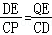 DE/CP = QE/CD